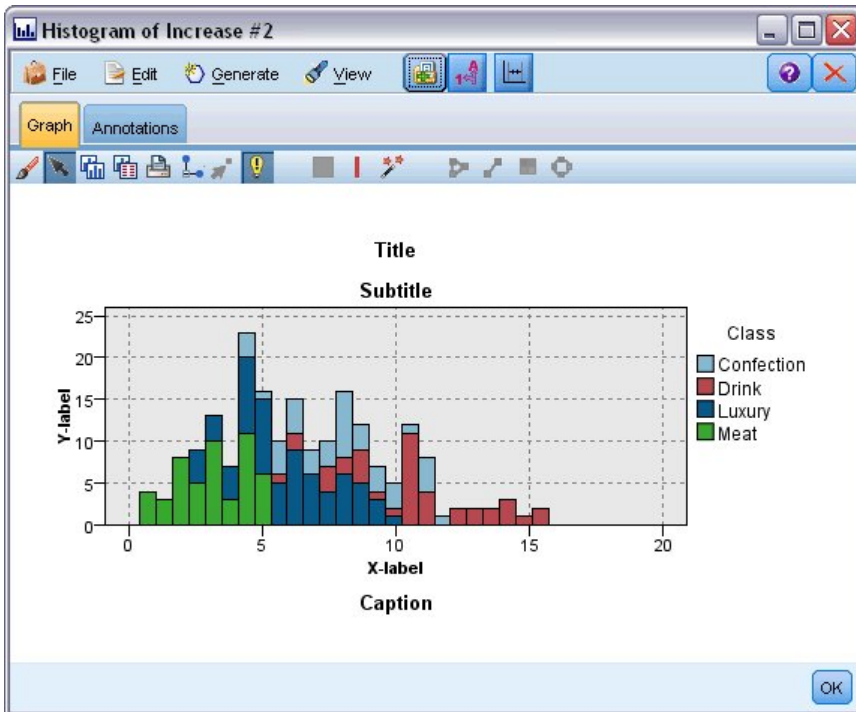 Histogram of Increase #2
File Edit Generate View
Graph Annotations
Title
Subtitle
25
20
15
10
5
0
Y-label
0 5 10 15 20
X-label
Caption
Class
Confection
Drink
Luxury
Meat
OK